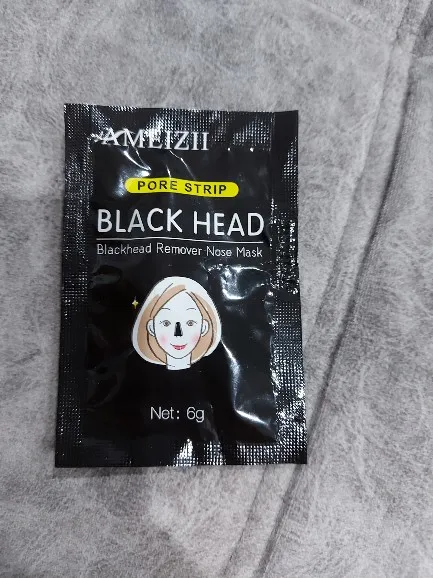 AMEIZII
PORE STRIP
BLACK HEAD
Blackhead Remover Nose Mask
Net: 6g